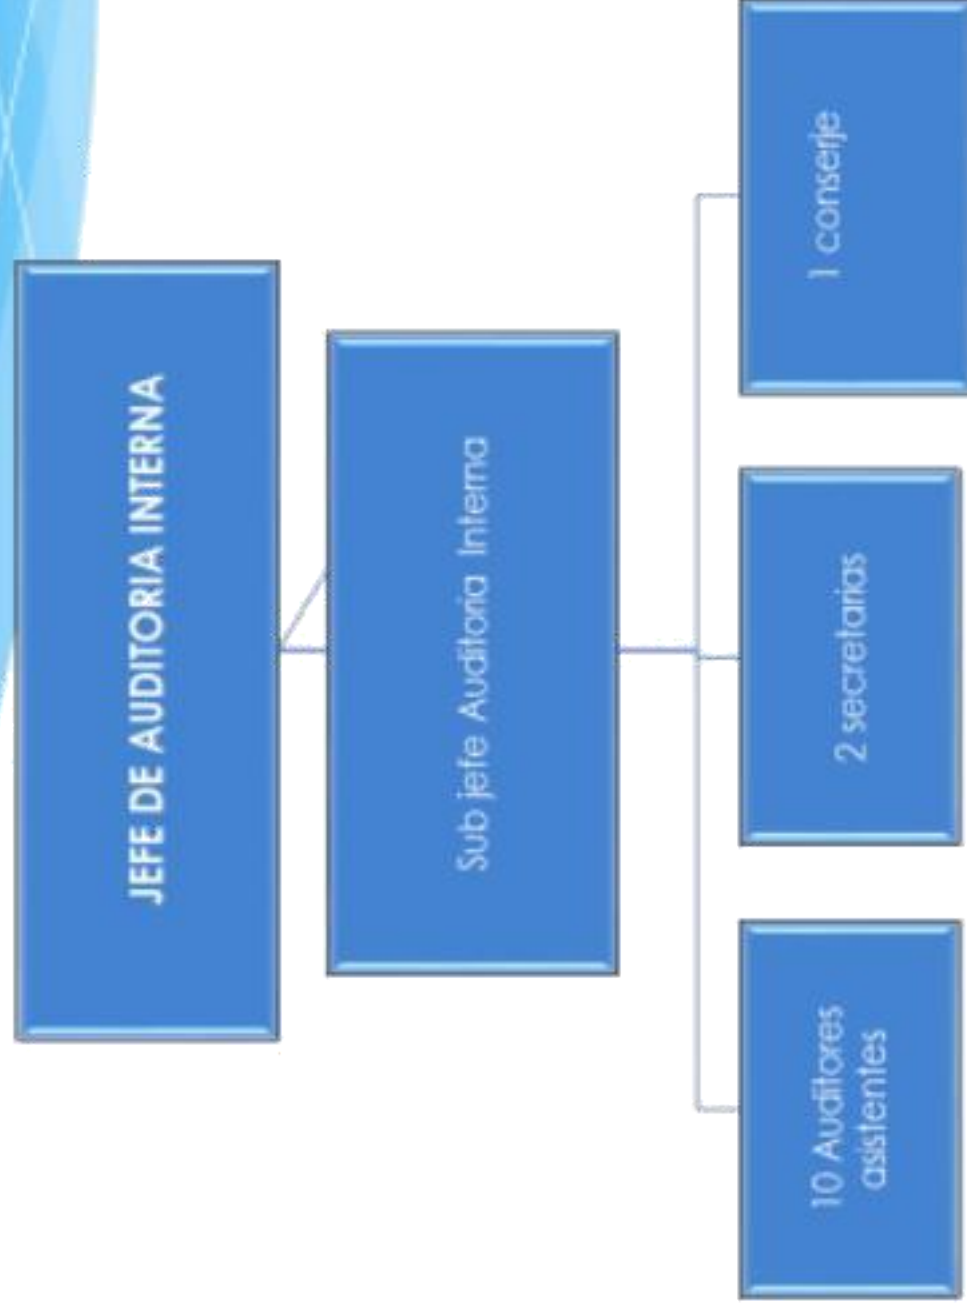 JEFE DE AUDITORIA INTERNA
Sub jefe Auditoria Interna
10 Auditores
asistentes
2 secretarias
1 conserje